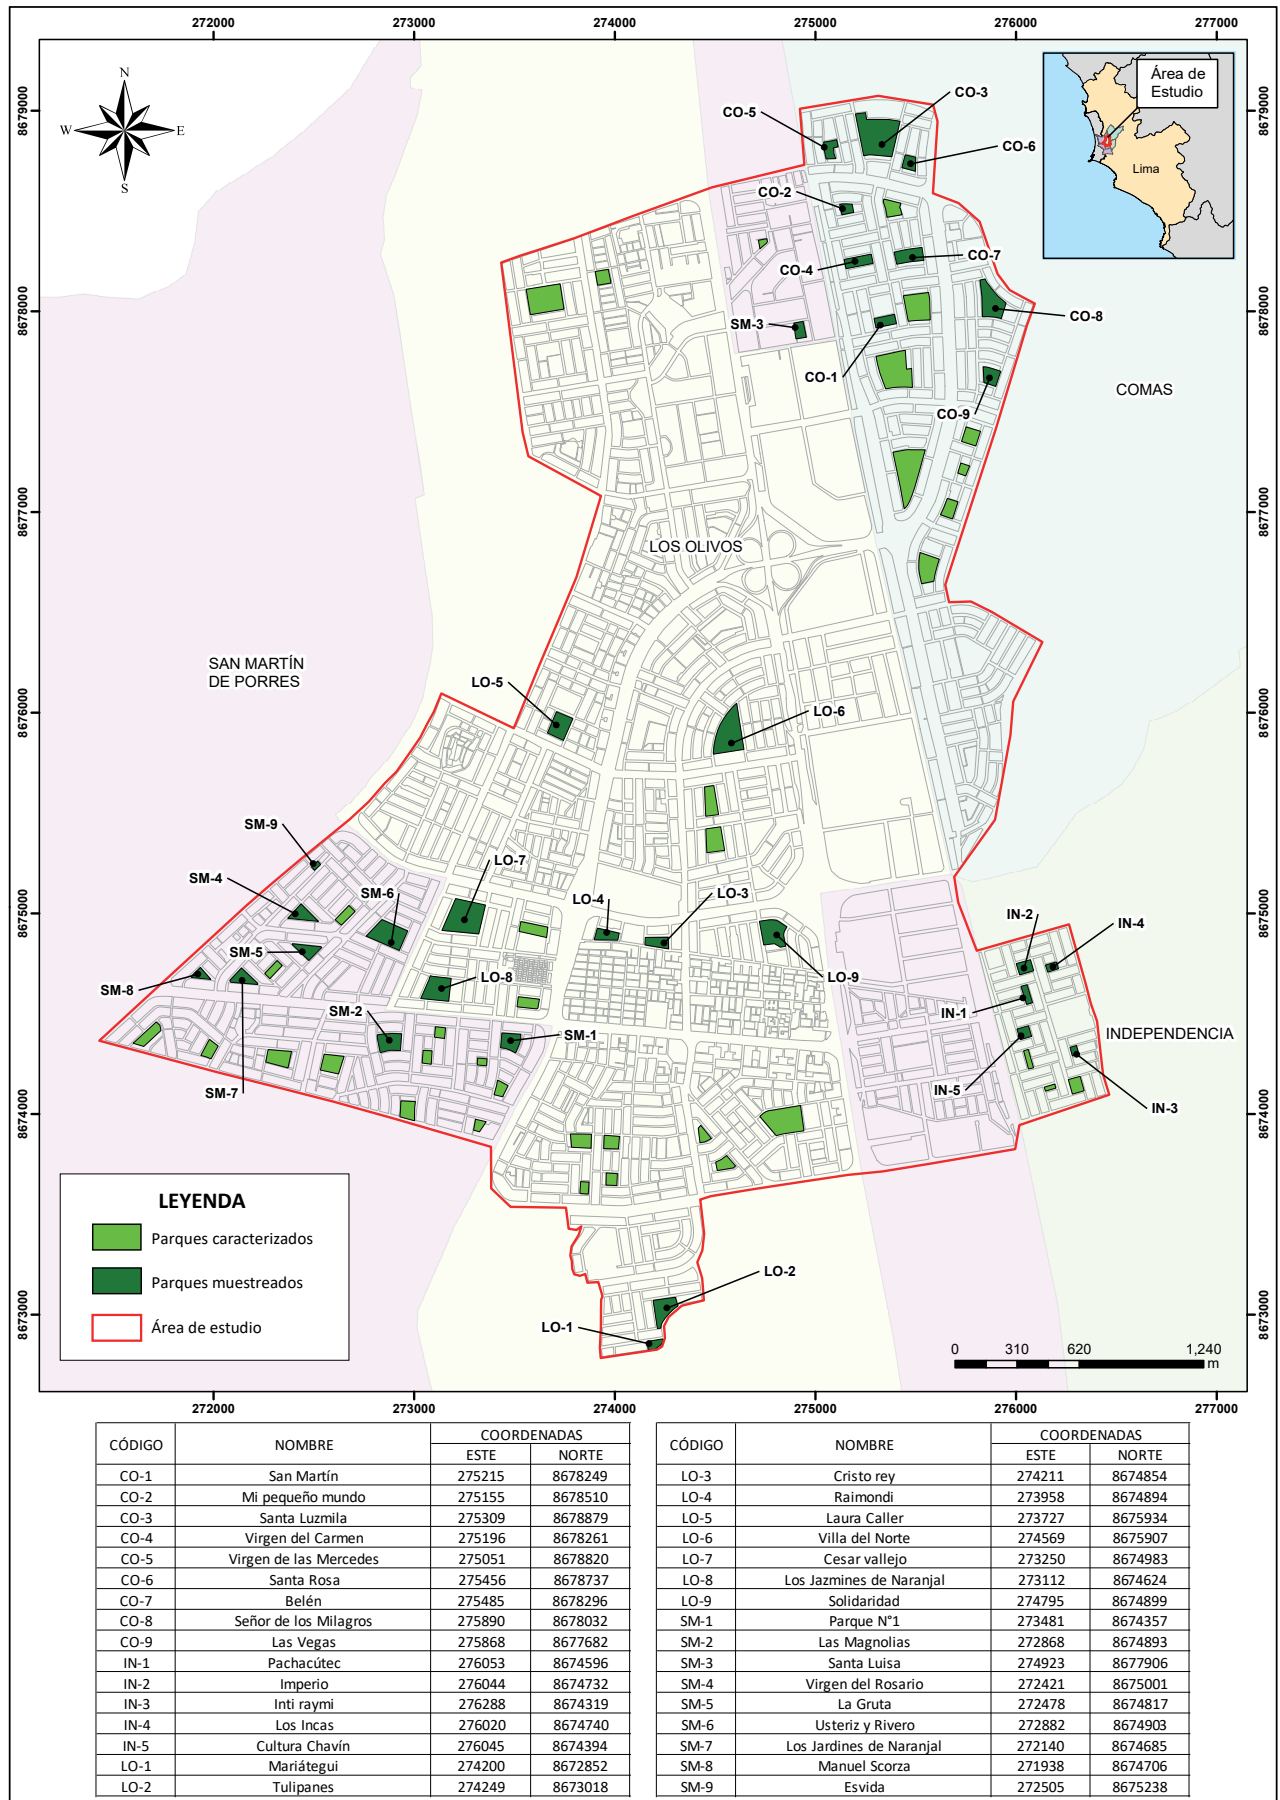 272000 273000 274000 275000 276000 277000
8679000 8678000 8677000 8676000 8675000 8674000 8673000
8679000 8678000 8677000 8676000 8675000 8674000 8673000
N
W E
S
Área de
Estudio
Lima
CO-3
CO-5
CO-6
CO-2
CO-7
CO-4
CO-8
SM-3
CO-1
COMAS
CO-9
LOS OLIVOS
SAN MARTÍN
DE PORRES
LO-5
LO-6
SM-9
LO-7
SM-4
SM-6
LO-4
LO-3
IN-2
IN-4
SM-5
LO-8
LO-9
SM-8
SM-2
IN-1
SM-1
INDEPENDENCIA
SM-7
IN-5
IN-3
LO-2
LO-1
LEYENDA
Parques caracterizados
Parques muestreados
Área de estudio
0 310 620 1,240
m
272000 273000 274000 275000 276000 277000
CÓDIGO NOMBRE COORDENADAS
ESTE NORTE
CO-1 San Martín 275215 8678249
CO-2 Mi pequeño mundo 275155 8678510
CO-3 Santa Luzmila 275309 8678879
CO-4 Virgen del Carmen 275196 8678261
CO-5 Virgen de las Mercedes 275051 8678820
CO-6 Santa Rosa 275456 8678737
CO-7 Belén 275485 8678296
CO-8 Señor de los Milagros 275890 8678032
CO-9 Las Vegas 275868 8677682
IN-1 Pachacútec 276053 8674596
IN-2 Imperio 276044 8674732
IN-3 Inti raymi 276288 8674319
IN-4 Los Incas 276020 8674740
IN-5 Cultura Chavín 276045 8674394
LO-1 Mariátegui 274200 8672852
LO-2 Tulipanes 274249 8673018
CÓDIGO NOMBRE COORDENADAS
ESTE NORTE
LO-3 Cristo rey 274211 8674854
LO-4 Raimondi 273958 8674894
LO-5 Laura Caller 273727 8675934
LO-6 Villa del Norte 274569 8675907
LO-7 Cesar vallejo 273250 8674983
LO-8 Los Jazmines de Naranjal 273112 8674624
LO-9 Solidaridad 274795 8674899
SM-1 Parque N°1 273481 8674357
SM-2 Las Magnolias 272868 8674893
SM-3 Santa Luisa 274923 8677906
SM-4 Virgen del Rosario 272421 8675001
SM-5 La Gruta 272478 8674817
SM-6 Usteriz y Rivero 272882 8674903
SM-7 Los Jardines de Naranjal 272140 8674685
SM-8 Manuel Scorza 271938 8674706
SM-9 Esvida 272505 8675238